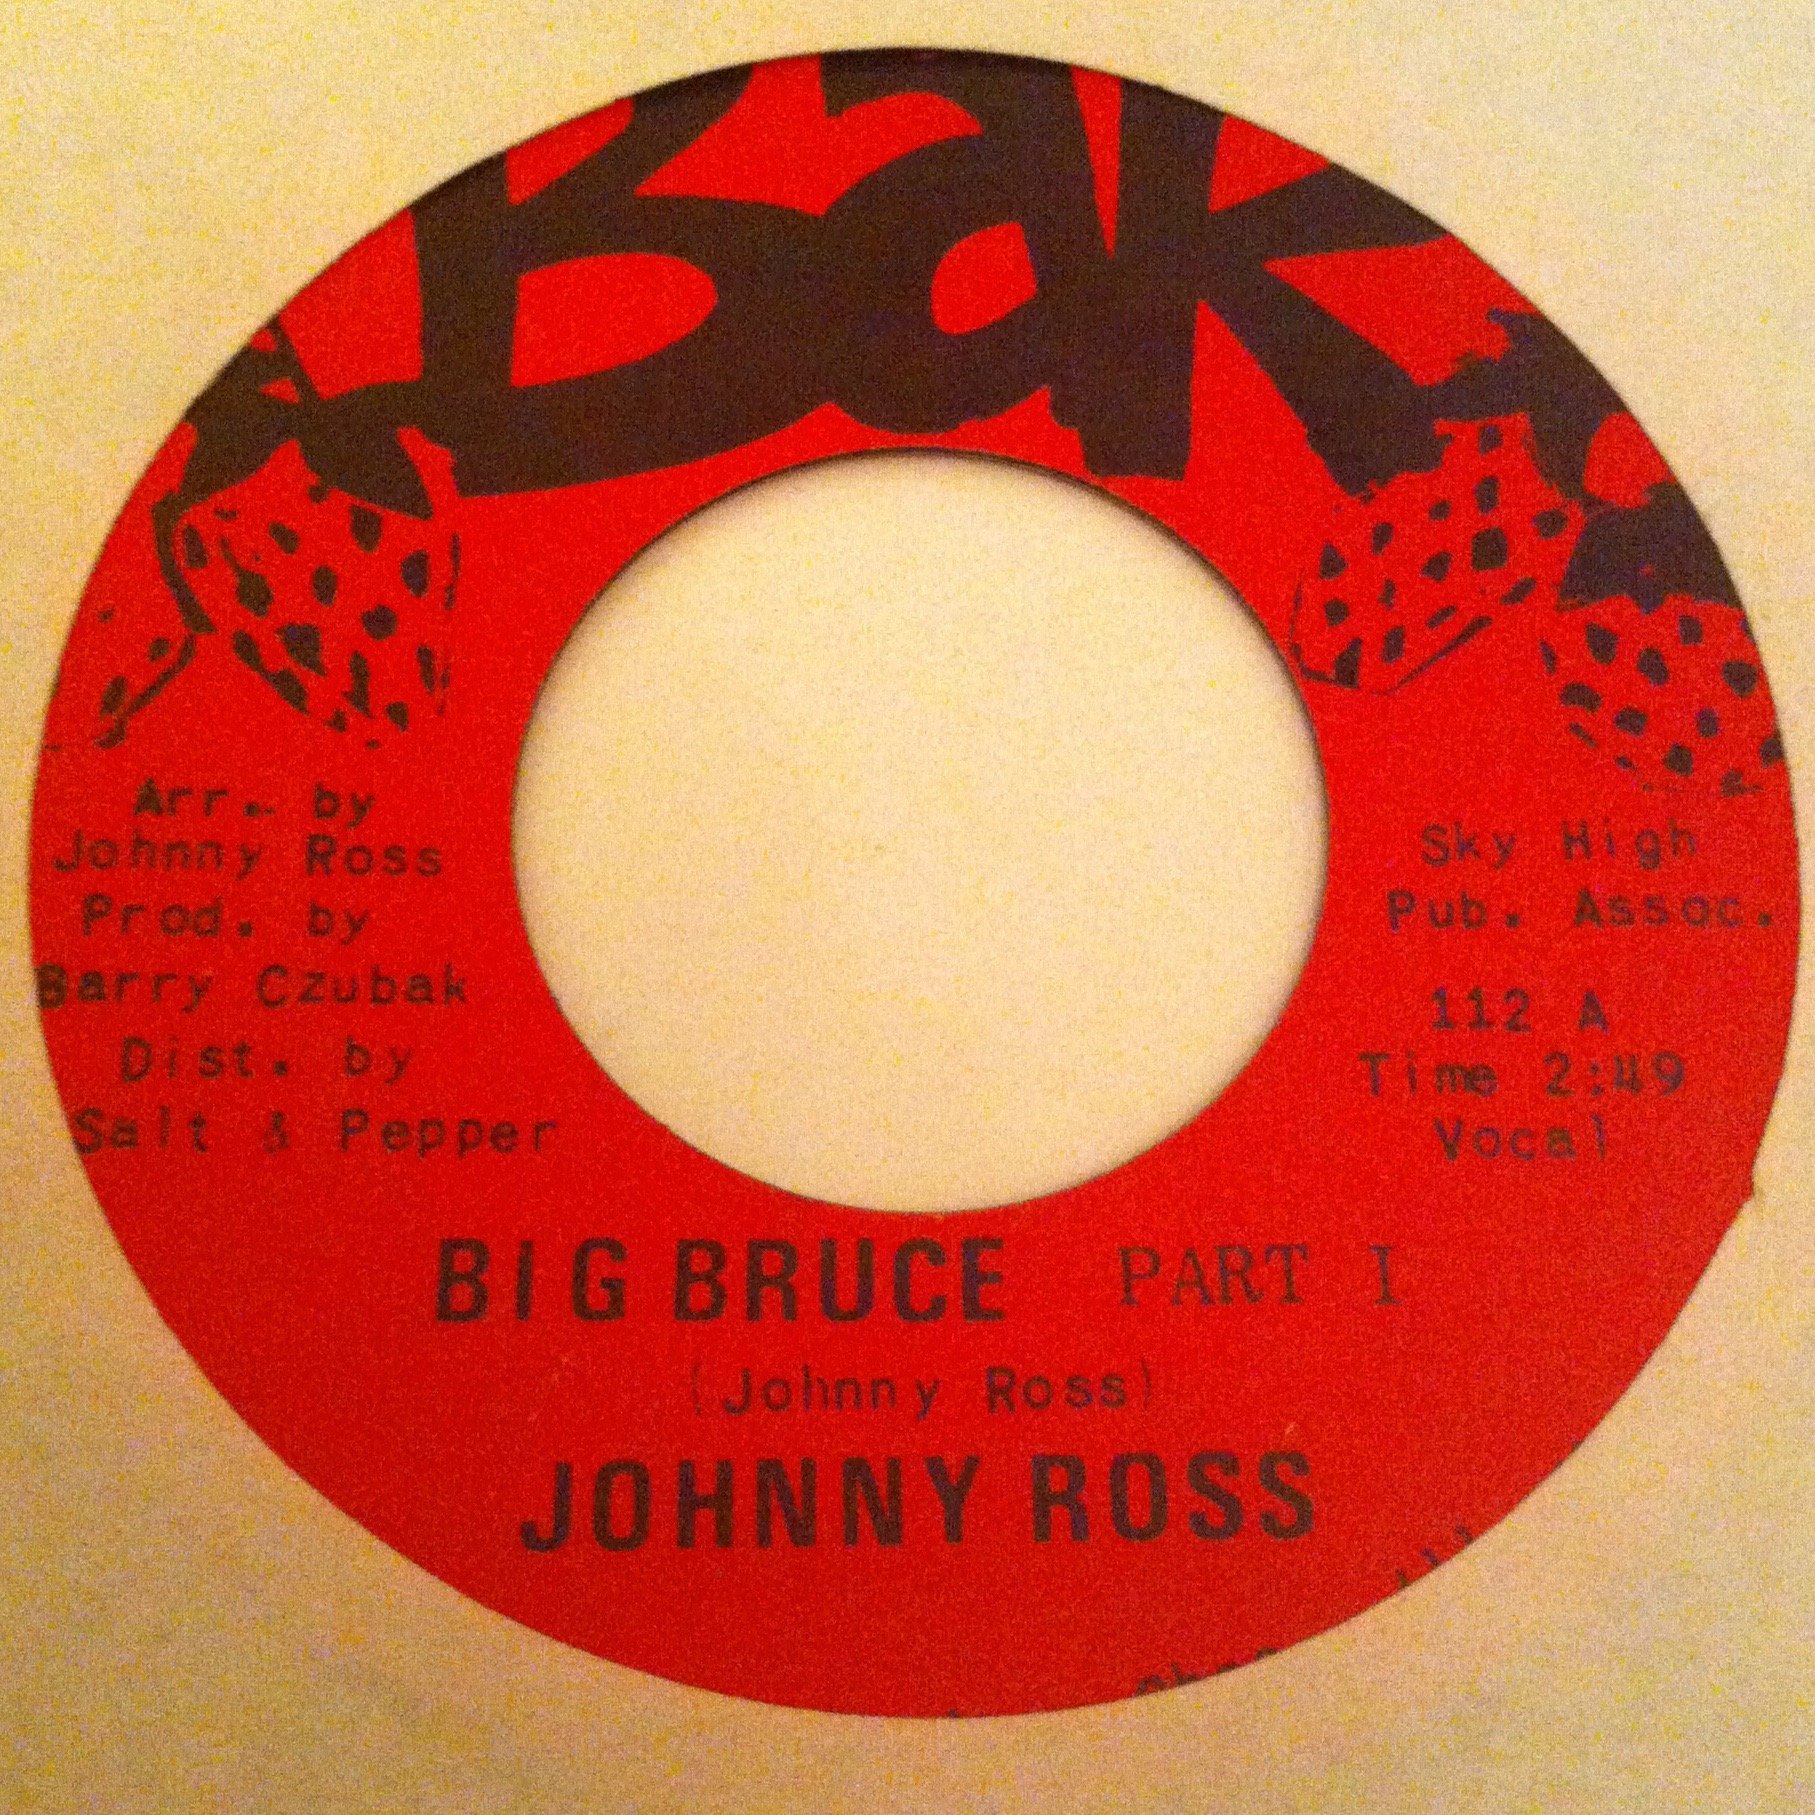 Bak
Arr. by
Johnny Ross
Prod. by
Barry Czubak
Dist. by
Salt & Pepper
Sky High
Pub. Assoc.
112 A
Time 2:49
Vocal
BIG BRUCE PART I
(Johnny Ross)
JOHNNY ROSS